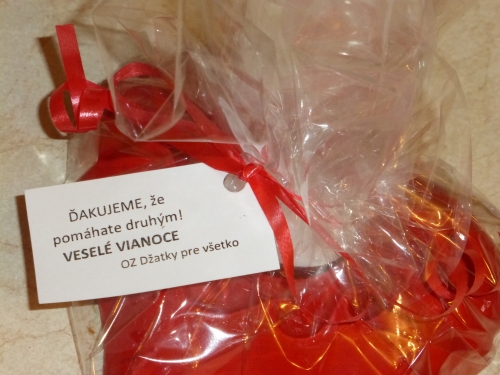 ĎAKUJEME, že
pomáhate druhým!
VESELÉ VIANOCE
OZ Džatky pre všetko